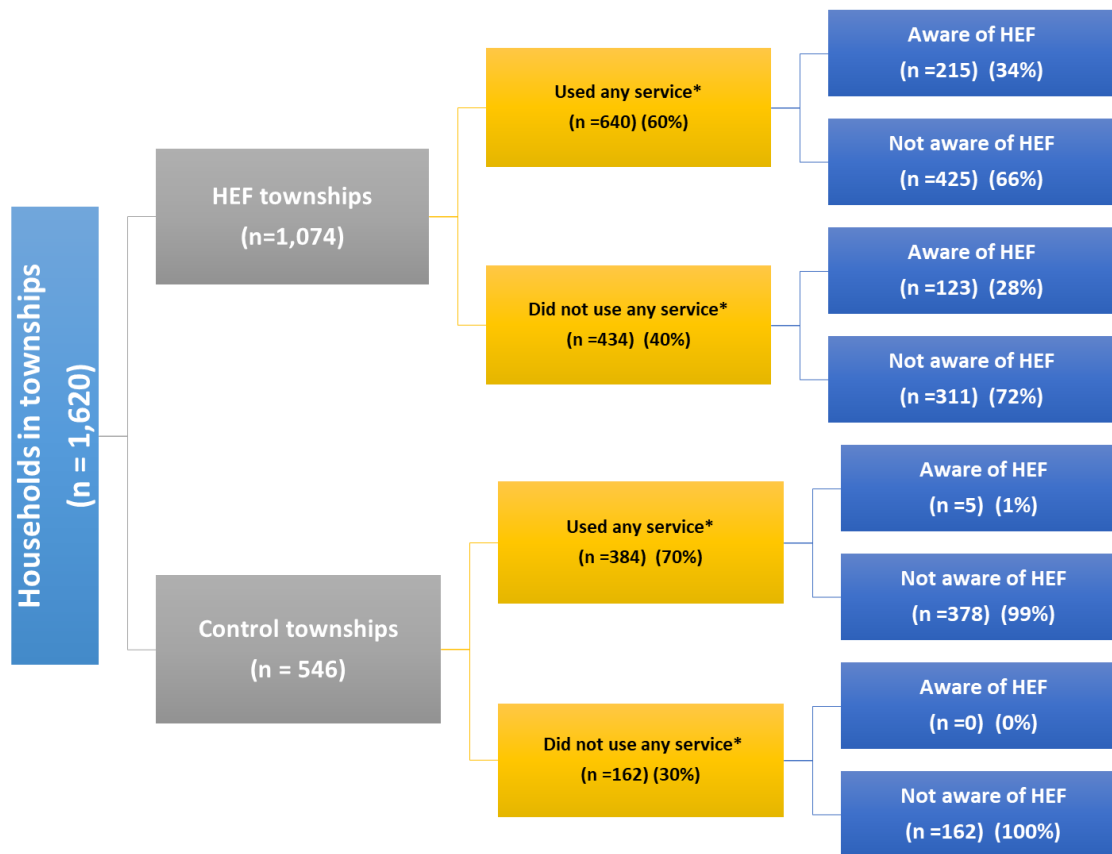 Households in townships
(n = 1,620)
HEF townships
(n=1,074)
Used any service*
(n =640) (60%)
Aware of HEF
(n =215) (34%)
Not aware of HEF
(n =425) (66%)
Did not use any service*
(n =434) (40%)
Aware of HEF
(n =123) (28%)
Not aware of HEF
(n =311) (72%)
Control townships
(n = 546)
Used any service*
(n =384) (70%)
Aware of HEF
(n =5) (1%)
Not aware of HEF
(n =378) (99%)
Did not use any service*
(n =162) (30%)
Aware of HEF
(n =0) (0%)
Not aware of HEF
(n =162) (100%)